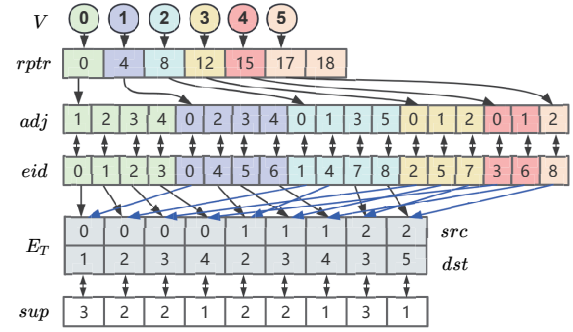 V 0 1 2 3 4 5
rptr 0 4 8 12 15 17 18
adj 1 2 3 4 0 2 3 4 0 1 3 5 0 1 2 0 1 2
eid 0 1 2 3 0 4 5 6 1 4 7 8 2 5 7 3 6 8
E_T 0 0 0 0 1 1 1 2 2 src
1 2 3 4 2 3 4 3 5 dst
sup 3 2 2 1 2 2 1 3 1